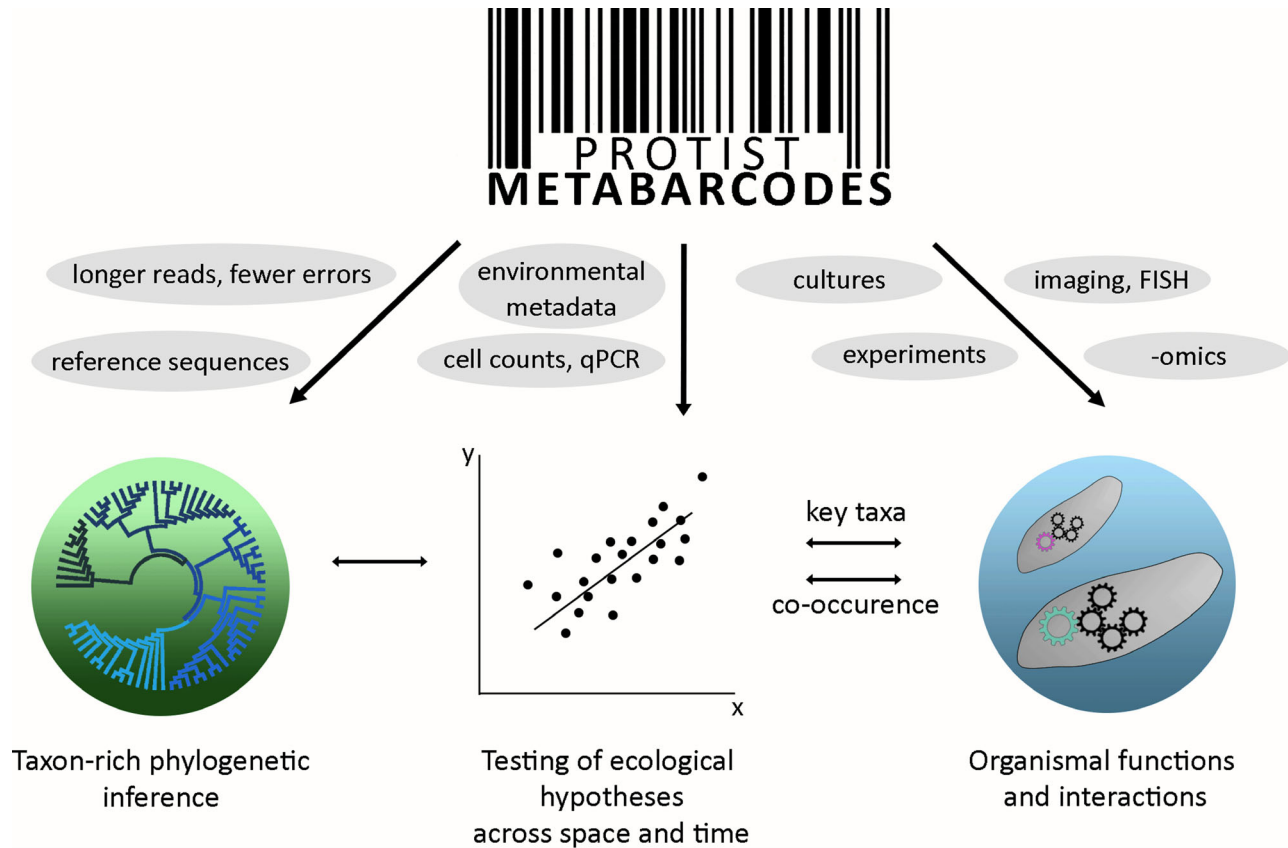 PROTIST
METABARCODES
longer reads, fewer errors
reference sequences
environmental
metadata
cell counts, qPCR
cultures
imaging, FISH
experiments
-omics
y
x
key taxa
co-occurence
Taxon-rich phylogenetic
inference
Testing of ecological
hypotheses
across space and time
Organismal functions
and interactions